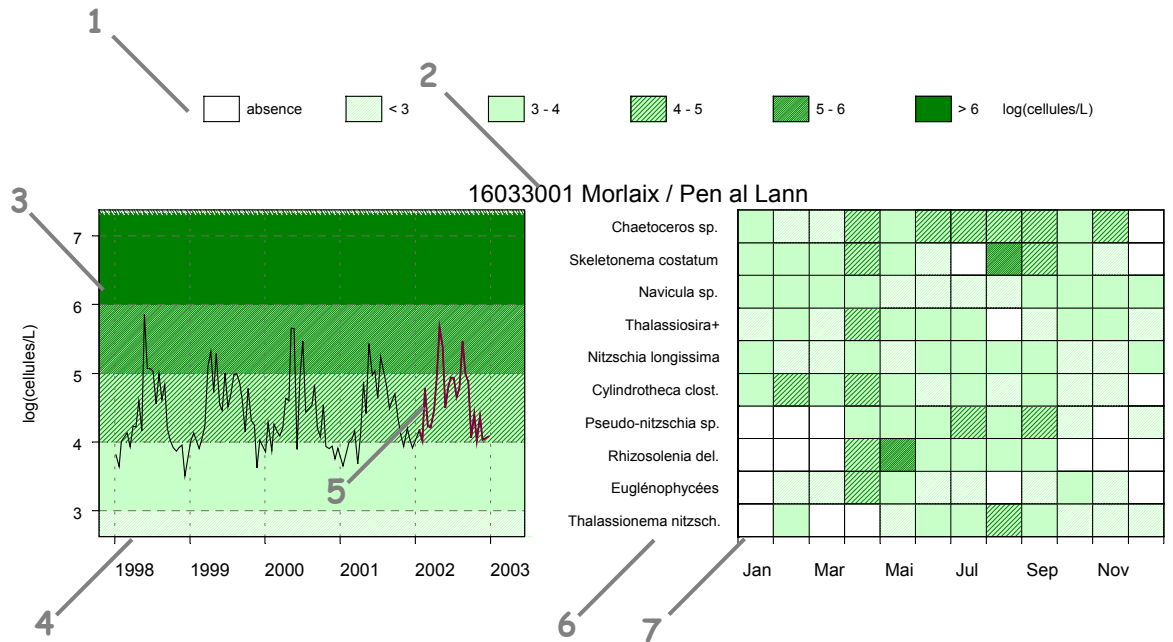 1
2
absence
< 3
3 - 4
4 - 5
5 - 6
> 6
log(cellules/L)
16033001 Morlaix / Pen al Lann
3
log(cellules/L)
7
6
5
4
3
5
1998
1999
2000
2001
2002
2003
4
Chaetoceros sp.
Skeletonema costatum
Navicula sp.
Thalassiosira+
Nitzschia longissima
Cylindrotheca clost.
Pseudo-nitzschia sp.
Rhizosolenia del.
Euglénophycées
Thalassionema nitzsch.
Jan
Mar
Mai
Jul
Sep
Nov
6
7